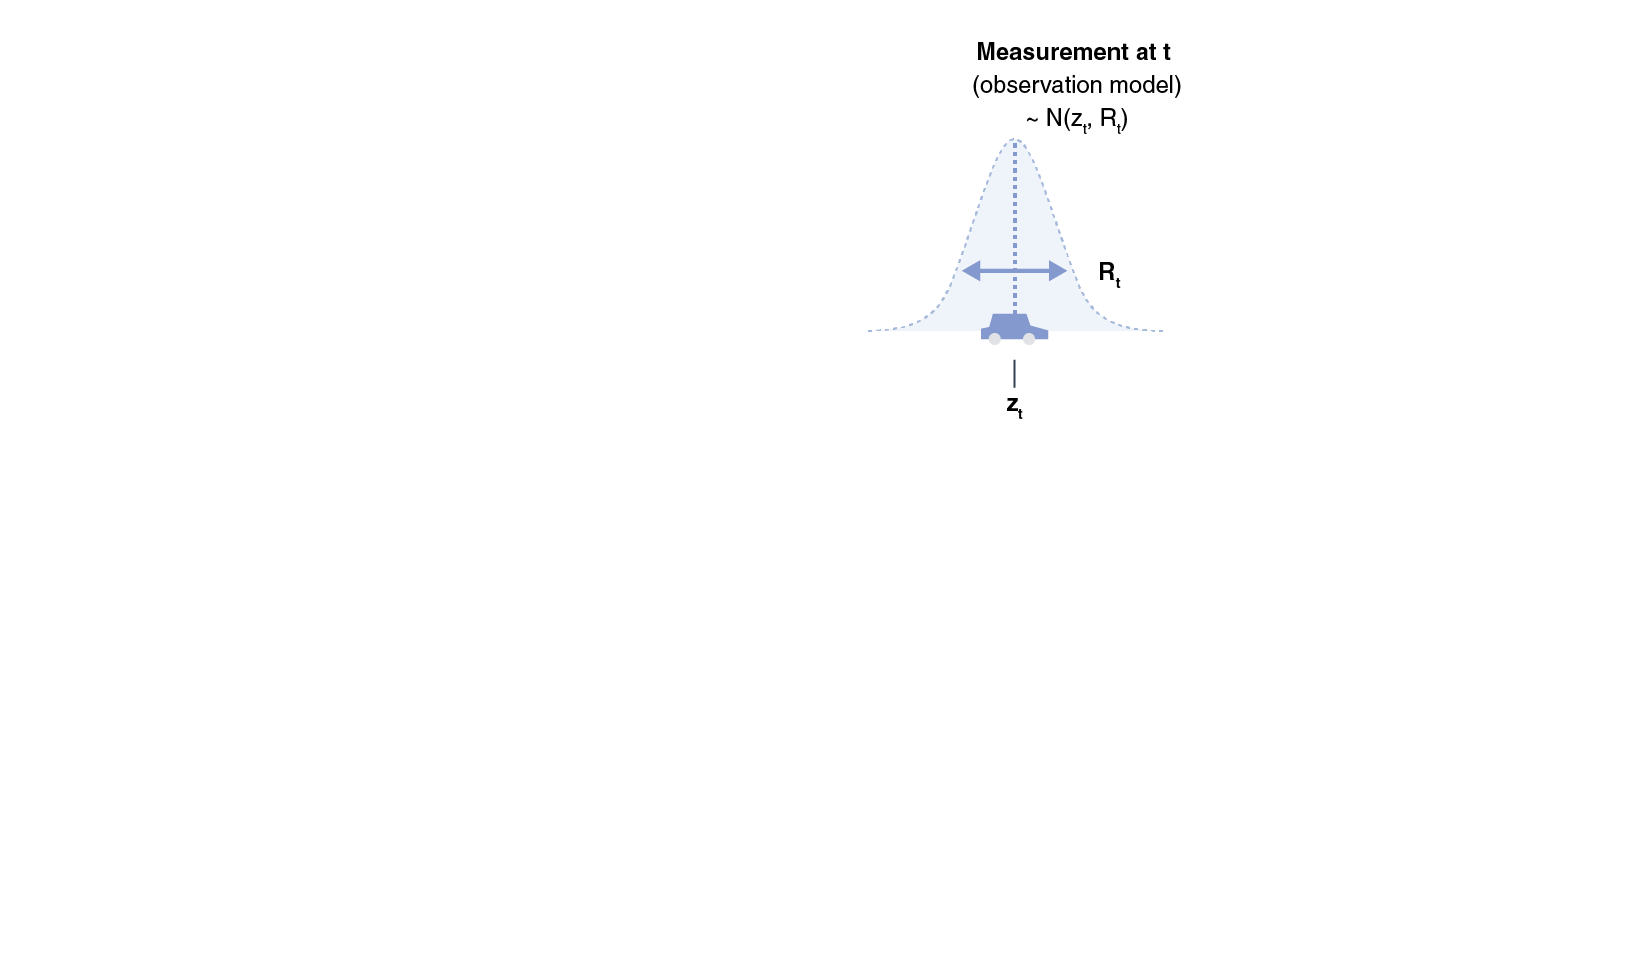 Measurement at t
(observation model)
~ N(zt, Rt)
Rt
zt